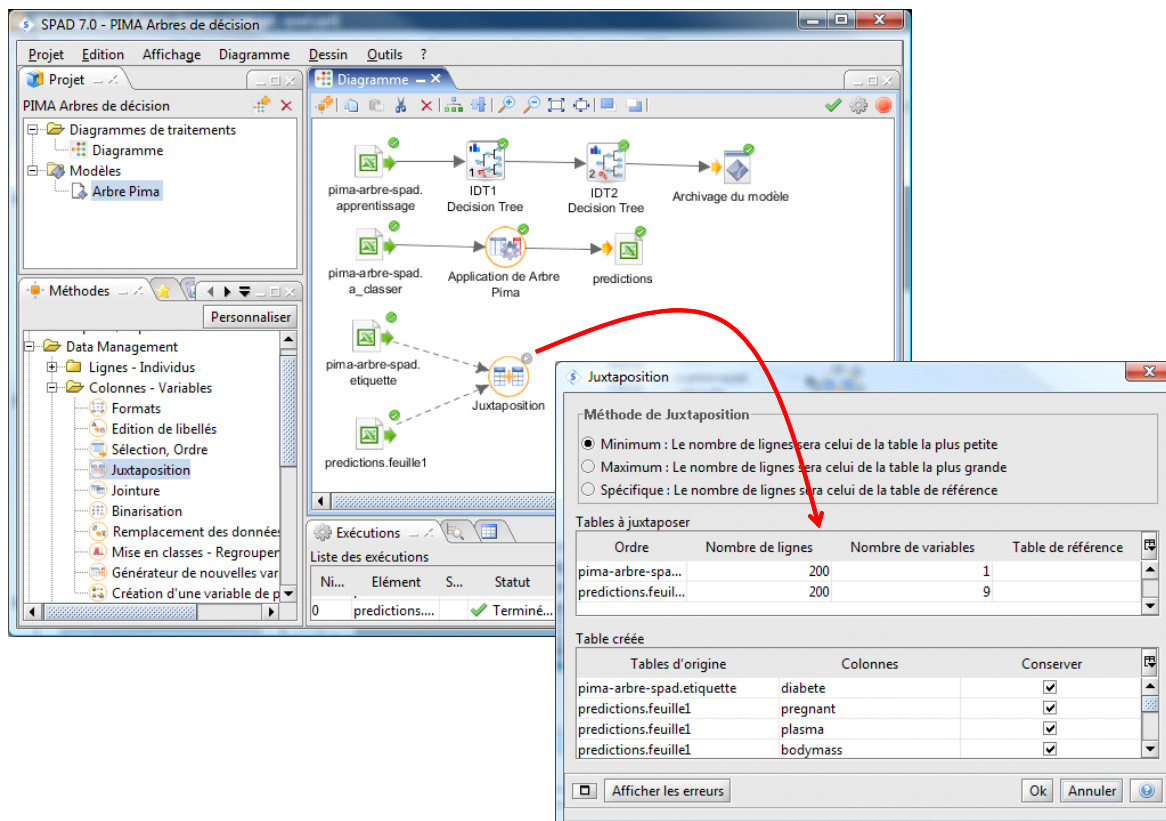 SPAD 7.0 - PIMA Arbres de décision
Projet Edition Affichage Diagramme Dessin Outils ?
Projet
PIMA Arbres de décision
Diagrammes de traitements
Diagramme
Modèles
Arbre Pima
Méthodes
Personnaliser
Data Management
Lignes - Individus
Colonnes - Variables
Formats
Edition de libellés
Sélection, Ordre
Juxtaposition
Jointure
Binarisation
Remplacement des données
Mise en classes - Regrouper
Générateur de nouvelles var
Création d'une variable de p
Diagramme
pima-arbre-spad.
apprentissage
1
IDT1
Decision Tree
2
IDT2
Decision Tree
Archivage du modèle
pima-arbre-spad.
a_classer
Application de Arbre
Pima
predictions
pima-arbre-spad.
etiquette
Juxtaposition
predictions.feuille1
Exécutions
Liste des exécutions
Ni... Elément S... Statut
0 predictions.... Terminé...
Juxtaposition
Méthode de Juxtaposition
Minimum : Le nombre de lignes sera celui de la table la plus petite
Maximum : Le nombre de lignes sera celui de la table la plus grande
Spécifique : Le nombre de lignes sera celui de la table de référence
Tables à juxtaposer
Ordre Nombre de lignes Nombre de variables Table de référence
pima-arbre-spa... 200 1
predictions.feuil... 200 9
Table créée
Tables d'origine Colonnes Conserver
pima-arbre-spad.etiquette diabete
predictions.feuille1 pregnant
predictions.feuille1 plasma
predictions.feuille1 bodymass
Afficher les erreurs Ok Annuler